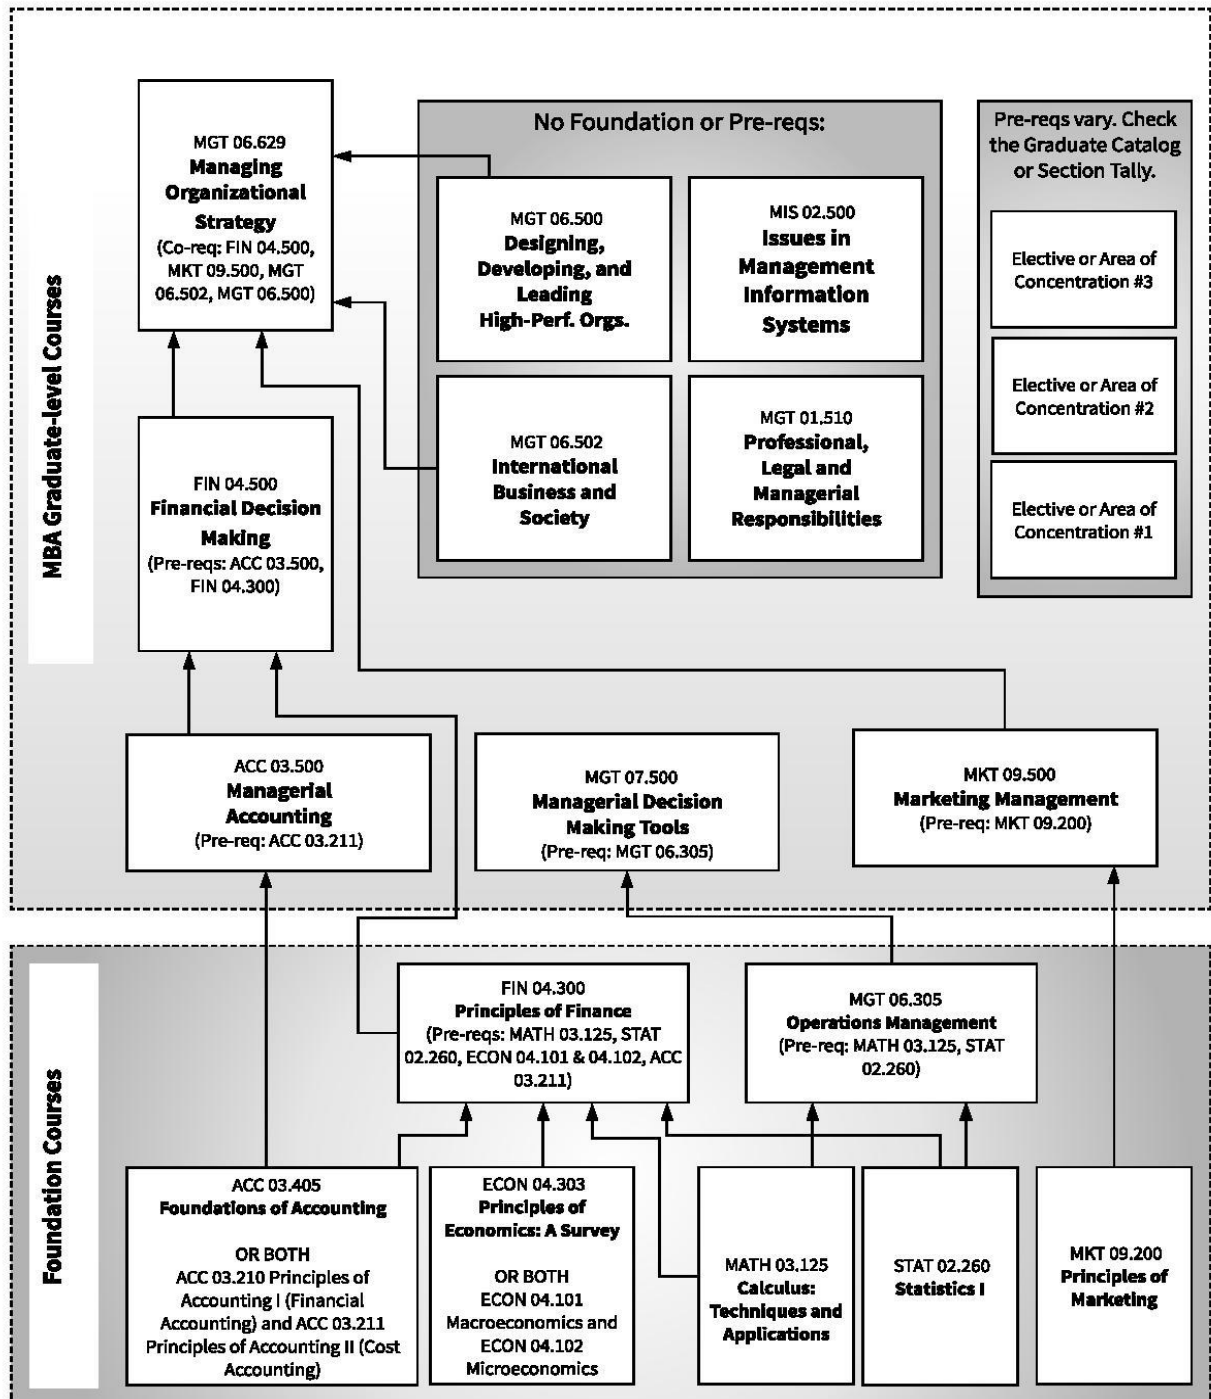 MBA Graduate-level Courses
MGT 06.629
Managing
Organizational
Strategy
(Co-req: FIN 04.500,
MKT 09.500, MGT
06.502, MGT 06.500)
No Foundation or Pre-reqs:
MGT 06.500
Designing,
Developing, and
Leading
High-Perf. Orgs.
MIS 02.500
Issues in
Management
Information
Systems
MGT 06.502
International
Business and
Society
MGT 01.510
Professional,
Legal and
Managerial
Responsibilities
Pre-reqs vary. Check
the Graduate Catalog
or Section Tally.
Elective or Area of
Concentration #3
Elective or Area of
Concentration #2
Elective or Area of
Concentration #1
FIN 04.500
Financial Decision
Making
(Pre-reqs: ACC 03.500,
FIN 04.300)
ACC 03.500
Managerial
Accounting
(Pre-req: ACC 03.211)
MGT 07.500
Managerial Decision
Making Tools
(Pre-req: MGT 06.305)
MKT 09.500
Marketing Management
(Pre-req: MKT 09.200)
Foundation Courses
FIN 04.300
Principles of Finance
(Pre-reqs: MATH 03.125, STAT
02.260, ECON 04.101 & 04.102, ACC
03.211)
MGT 06.305
Operations Management
(Pre-req: MATH 03.125, STAT
02.260)
ACC 03.405
Foundations of Accounting
OR BOTH
ACC 03.210 Principles of
Accounting I (Financial
Accounting) and ACC 03.211
Principles of Accounting II (Cost
Accounting)
ECON 04.303
Principles of
Economics: A Survey
OR BOTH
ECON 04.101
Macroeconomics and
ECON 04.102
Microeconomics
MATH 03.125
Calculus:
Techniques and
Applications
STAT 02.260
Statistics I
MKT 09.200
Principles of
Marketing